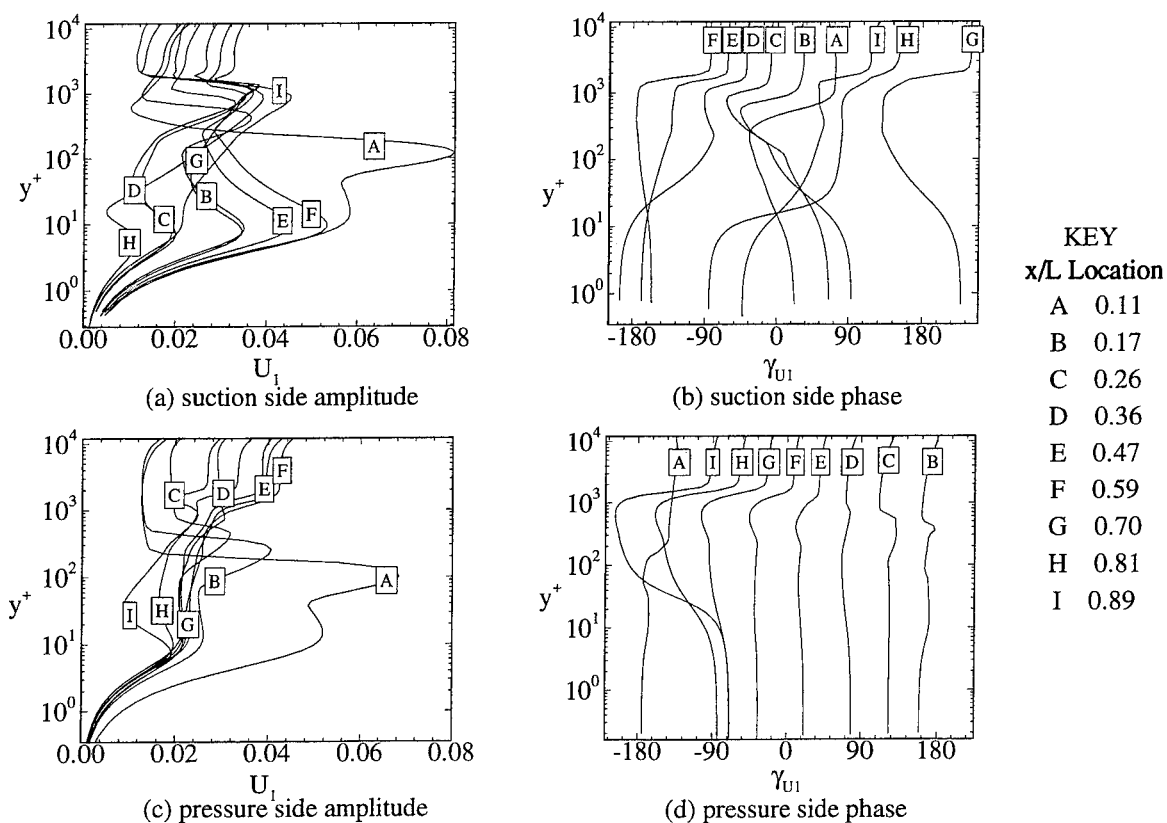 10⁴
10³
10²
10¹
10⁰
y⁺
A
B
C
D
E
F
G
H
I
0.00 0.02 0.04 0.06 0.08
U_I
(a) suction side amplitude
10⁴
10³
10²
10¹
10⁰
y⁺
F E D C B A I H G
-180 -90 0 90 180
γ_U1
(b) suction side phase
10⁴
10³
10²
10¹
10⁰
y⁺
C D E F
B A
I H G
0.00 0.02 0.04 0.06 0.08
U_I
(c) pressure side amplitude
10⁴
10³
10²
10¹
10⁰
y⁺
A I H G F E D C B
-180 -90 0 90 180
γ_U1
(d) pressure side phase
KEY
x/L Location
A 0.11
B 0.17
C 0.26
D 0.36
E 0.47
F 0.59
G 0.70
H 0.81
I 0.89